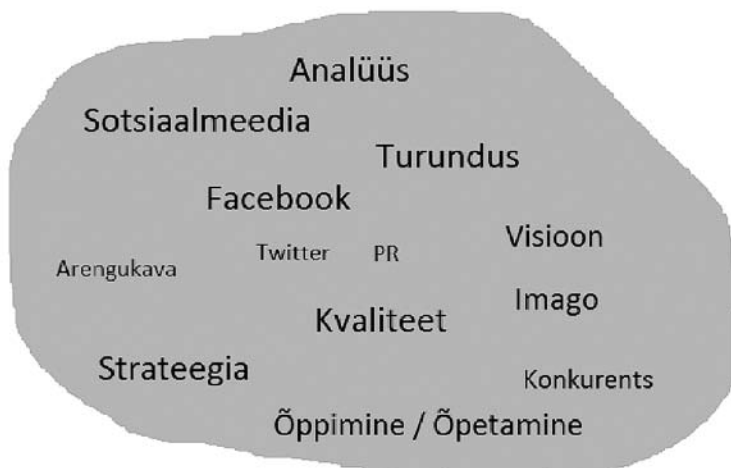 Analüüs
Sotsiaalmeedia
Turundus
Facebook
Visioon
Twitter PR
Arengukava
Imago
Kvaliteet
Strateegia
Konkurents
Õppimine / Õpetamine